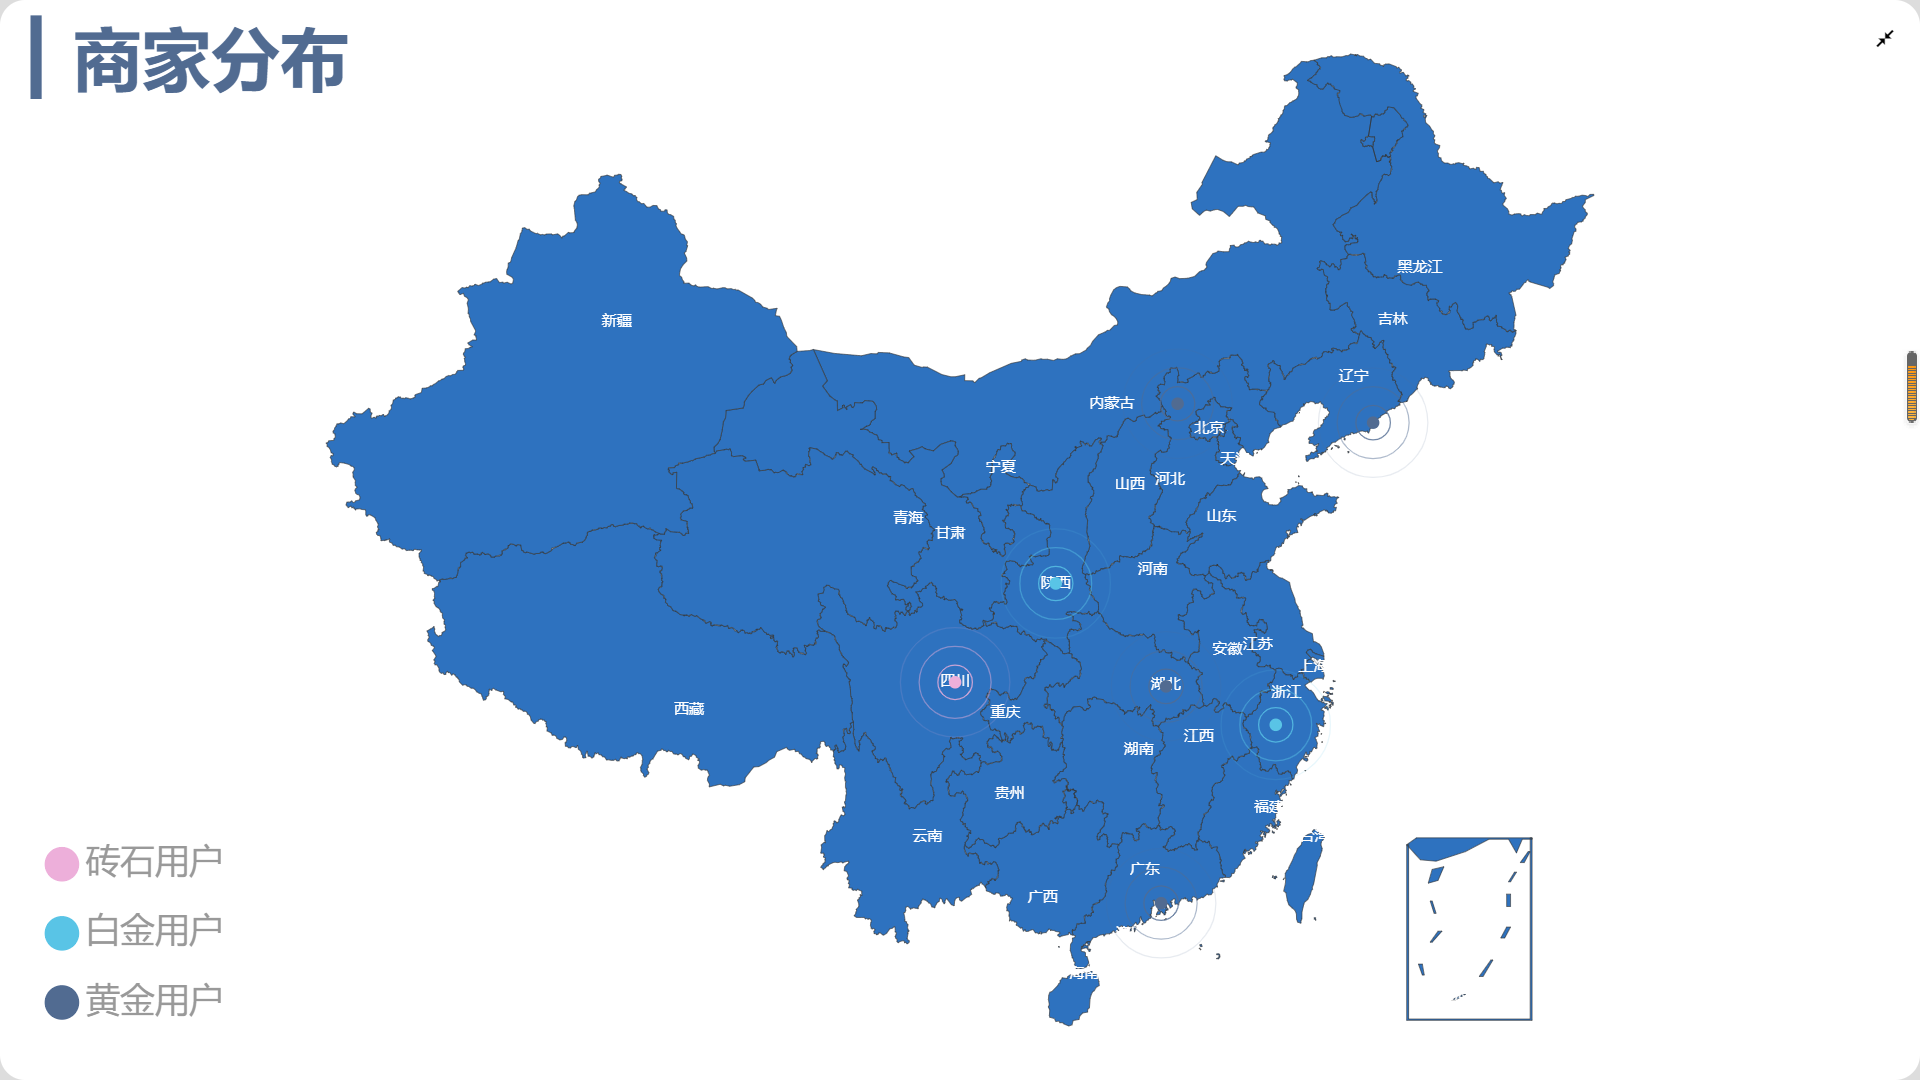 商家分布
黑龙江
吉林
新疆
辽宁
内蒙古
北京
天
宁夏
山西
河北
青海
甘肃
山东
陕西
河南
安徽
江苏
上海
四川
湖北
浙江
西藏
重庆
江西
湖南
贵州
福建
云南
台湾
广东
广西
海南
砖石用户
白金用户
黄金用户